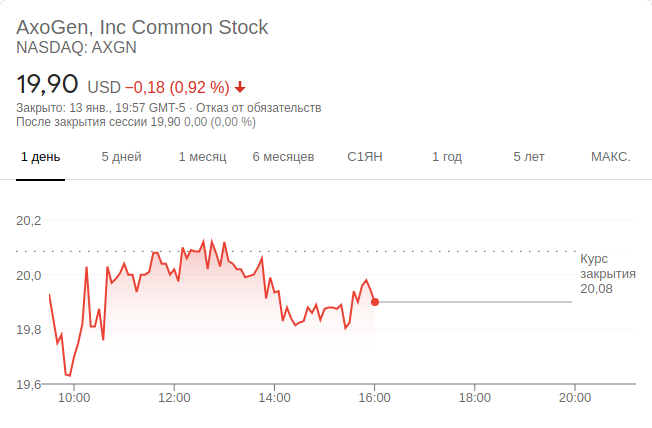 AxoGen, Inc Common Stock
NASDAQ: AXGN
19,90 USD −0,18 (0,92 %)
Закрыто: 13 янв., 19:57 GMT-5 · Отказ от обязательств
После закрытия сессии 19,90 0,00 (0,00 %)
1 день 5 дней 1 месяц 6 месяцев С1ЯН 1 год 5 лет МАКС.
20,2
Курс
закрытия
20,08
20,0
19,8
19,6
10:00 12:00 14:00 16:00 18:00 20:00